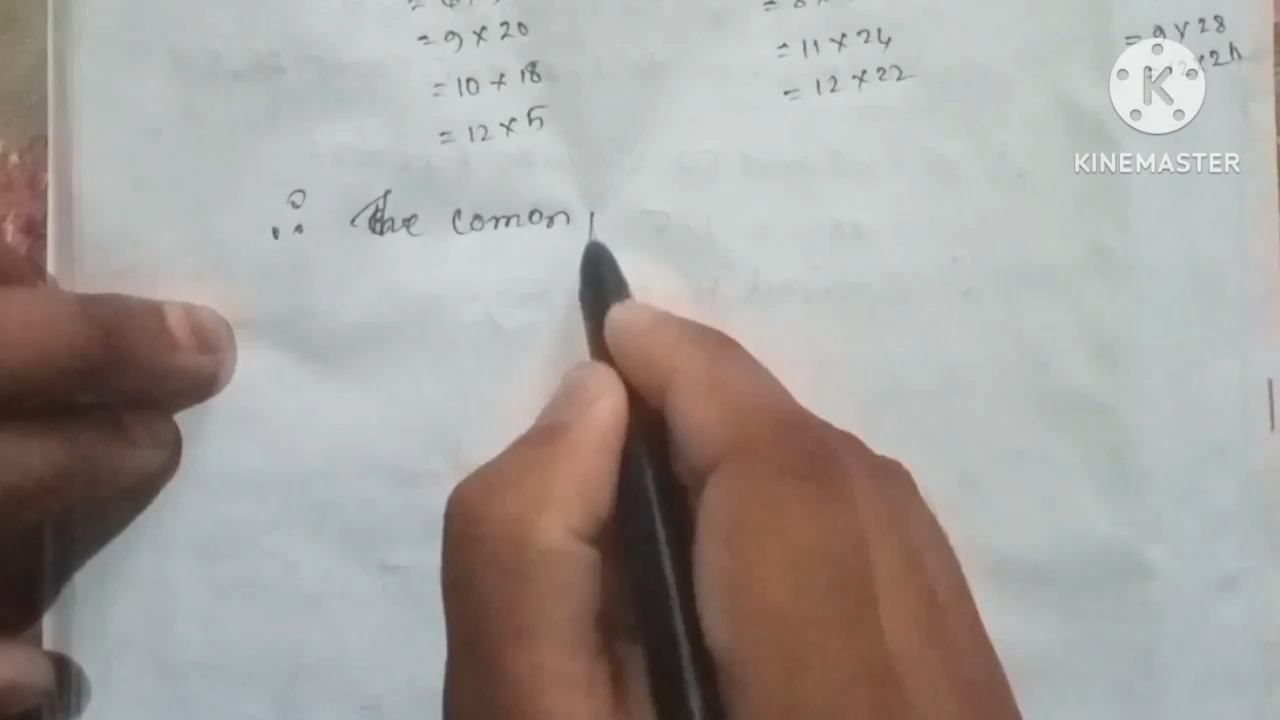 = 9 × 20
= 10 × 18
= 12 × 5
= 11 × 24
= 12 × 22
= 9 × 28
K
KINEMASTER
∴ The comon